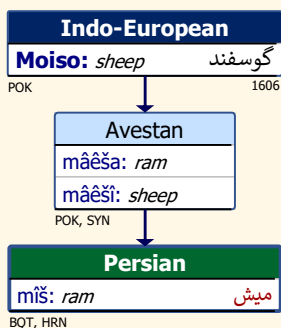 Indo-European
Moiso: sheep گوسفند
POK 1606
Avestan
mâêša: ram
mâêšî: sheep
POK, SYN
Persian
mîš: ram میش
BQT, HRN